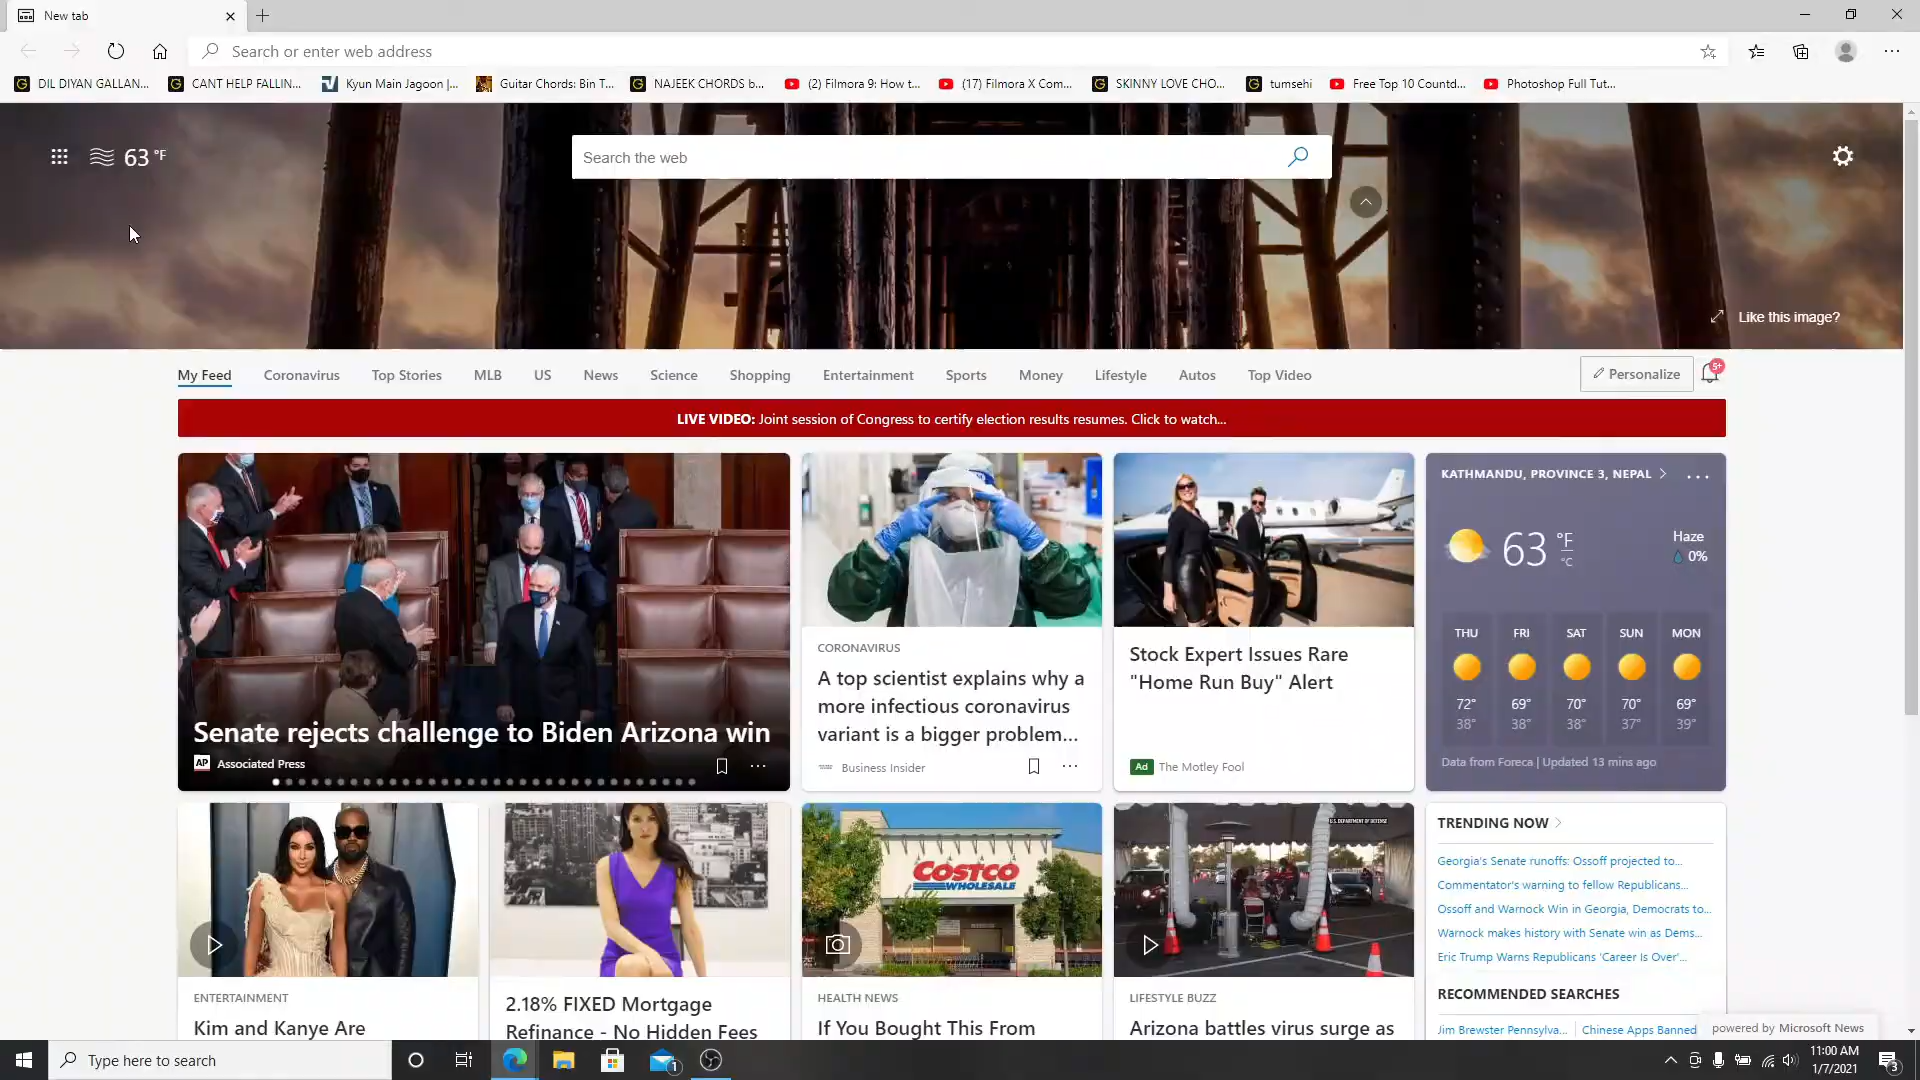 New tab
Search or enter web address
DIL DIYAN GALLAN...
CANT HELP FALLIN...
Kyun Main Jagoon |...
Guitar Chords: Bin T...
NAJEEK CHORDS b...
(2) Filmora 9: How t...
(17) Filmora X Com...
SKINNY LOVE CHO...
tumsehi
Free Top 10 Countd...
Photoshop Full Tut...
63 °F
Search the web
Like this image?
My Feed
Coronavirus
Top Stories
MLB
US
News
Science
Shopping
Entertainment
Sports
Money
Lifestyle
Autos
Top Video
Personalize
5+
LIVE VIDEO: Joint session of Congress to certify election results resumes. Click to watch...
Senate rejects challenge to Biden Arizona win
AP Associated Press
CORONAVIRUS
A top scientist explains why a
more infectious coronavirus
variant is a bigger problem...
Business Insider
Stock Expert Issues Rare
"Home Run Buy" Alert
Ad The Motley Fool
KATHMANDU, PROVINCE 3, NEPAL
63 °F
°C
Haze
0%
THU FRI SAT SUN MON
72° 69° 70° 70° 69°
38° 38° 38° 37° 39°
Data from Foreca | Updated 13 mins ago
ENTERTAINMENT
Kim and Kanye Are
2.18% FIXED Mortgage
Refinance - No Hidden Fees
COSTCO
WHOLESALE
HEALTH NEWS
If You Bought This From
U.S. DEPARTMENT OF DEFENSE
LIFESTYLE BUZZ
Arizona battles virus surge as
TRENDING NOW
Georgia's Senate runoffs: Ossoff projected to...
Commentator's warning to fellow Republicans...
Ossoff and Warnock Win in Georgia, Democrats to...
Warnock makes history with Senate win as Dems...
Eric Trump Warns Republicans 'Career Is Over'...
RECOMMENDED SEARCHES
Jim Brewster Pennsylva...
Chinese Apps Banned
powered by Microsoft News
Type here to search
1
11:00 AM
1/7/2021
3